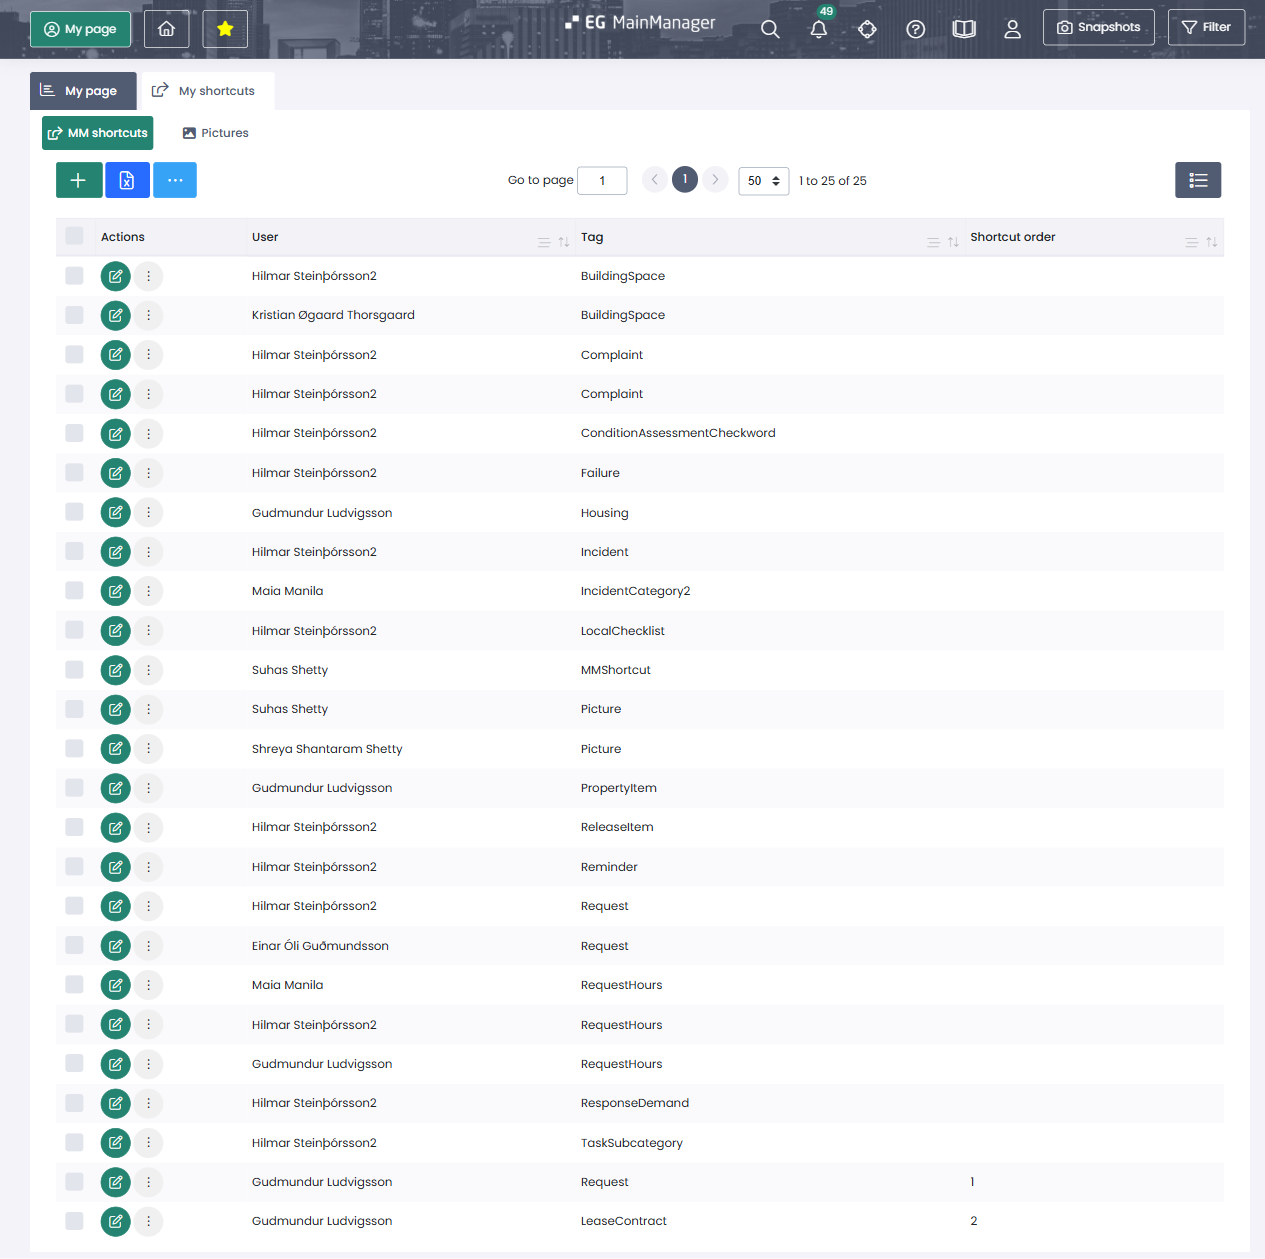 My page
EG MainManager
49
Snapshots
Filter
My page
My shortcuts
MM shortcuts
Pictures
Go to page 1
1
50
1 to 25 of 25
Actions User Tag Shortcut order
Hilmar Steinþórsson2 BuildingSpace
Kristian Øgaard Thorsgaard BuildingSpace
Hilmar Steinþórsson2 Complaint
Hilmar Steinþórsson2 Complaint
Hilmar Steinþórsson2 ConditionAssessmentCheckword
Hilmar Steinþórsson2 Failure
Gudmundur Ludvigsson Housing
Hilmar Steinþórsson2 Incident
Maia Manila IncidentCategory2
Hilmar Steinþórsson2 LocalChecklist
Suhas Shetty MMShortcut
Suhas Shetty Picture
Shreya Shantaram Shetty Picture
Gudmundur Ludvigsson PropertyItem
Hilmar Steinþórsson2 ReleaseItem
Hilmar Steinþórsson2 Reminder
Hilmar Steinþórsson2 Request
Einar Óli Guðmundsson Request
Maia Manila RequestHours
Hilmar Steinþórsson2 RequestHours
Gudmundur Ludvigsson RequestHours
Hilmar Steinþórsson2 ResponseDemand
Hilmar Steinþórsson2 TaskSubcategory
Gudmundur Ludvigsson Request 1
Gudmundur Ludvigsson LeaseContract 2